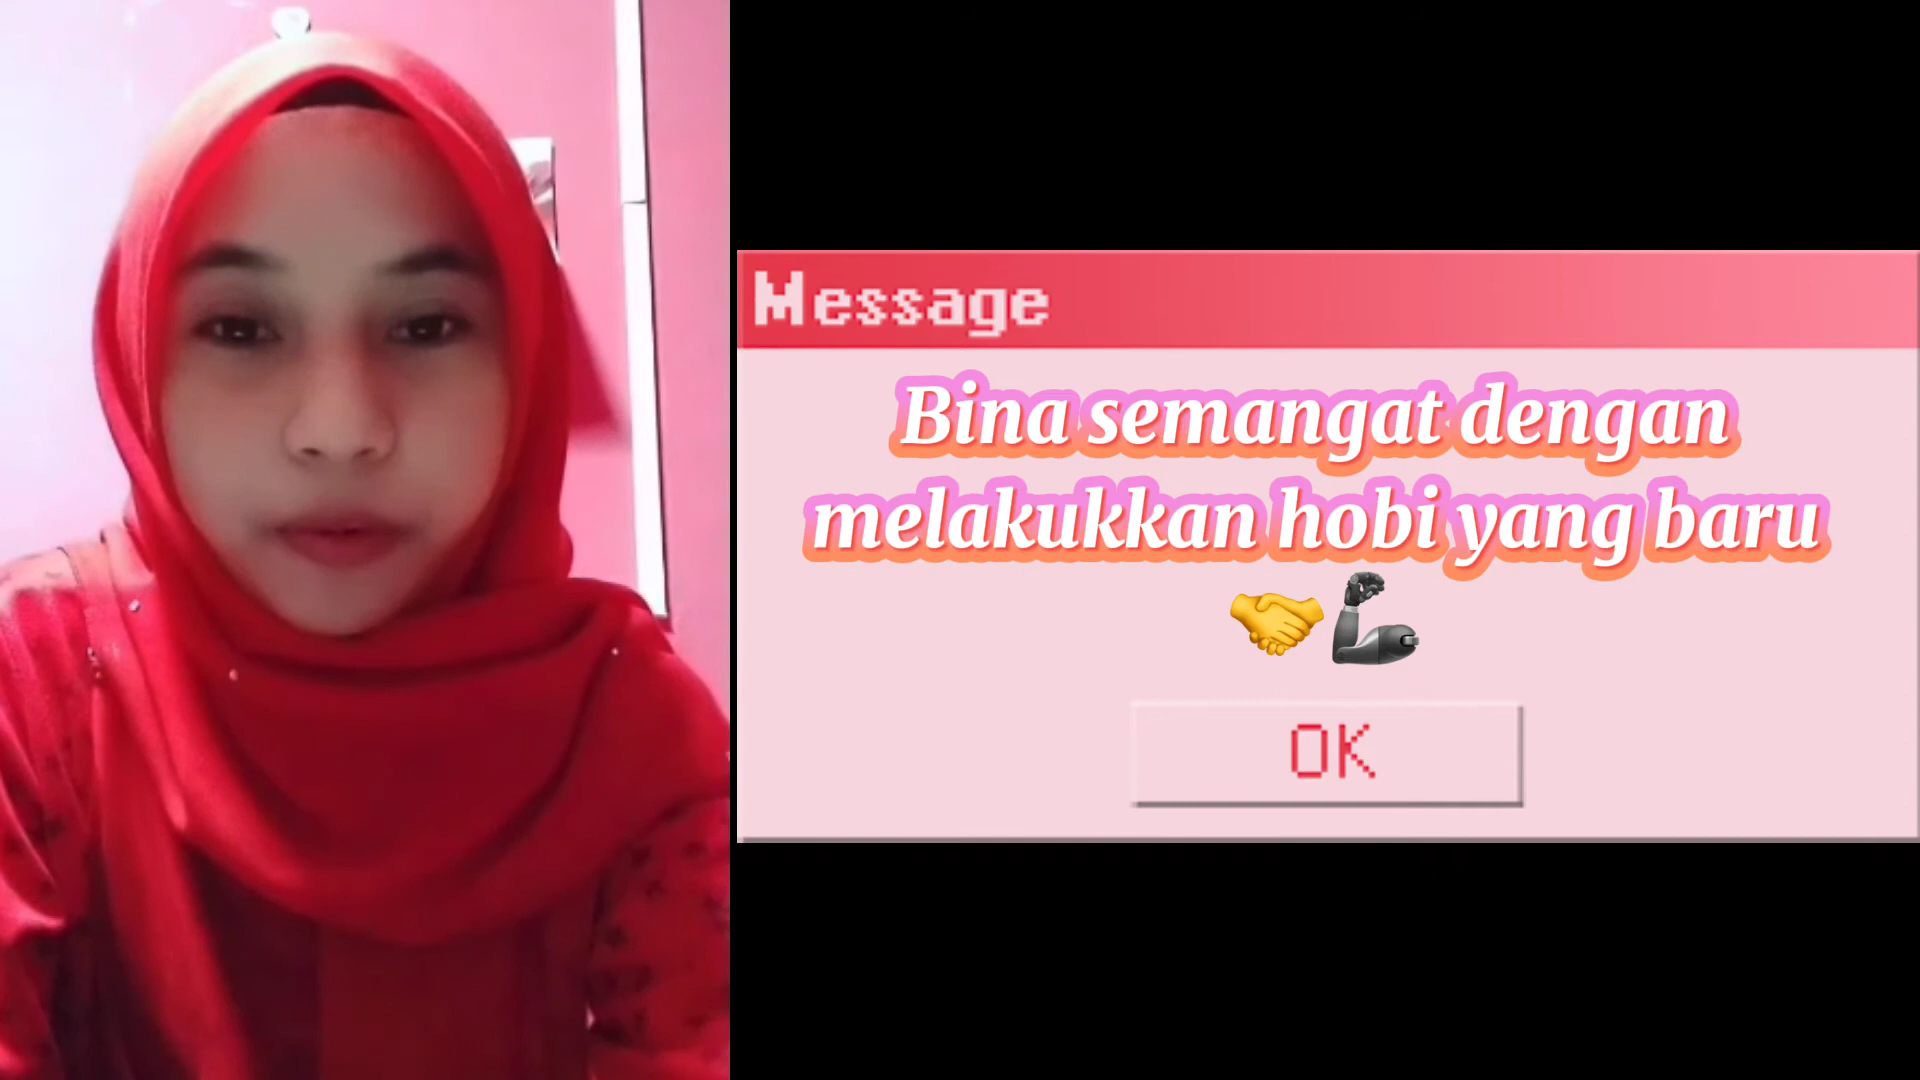 Message
Bina semangat dengan
melakukkan hobi yang baru
🤝🦾
OK